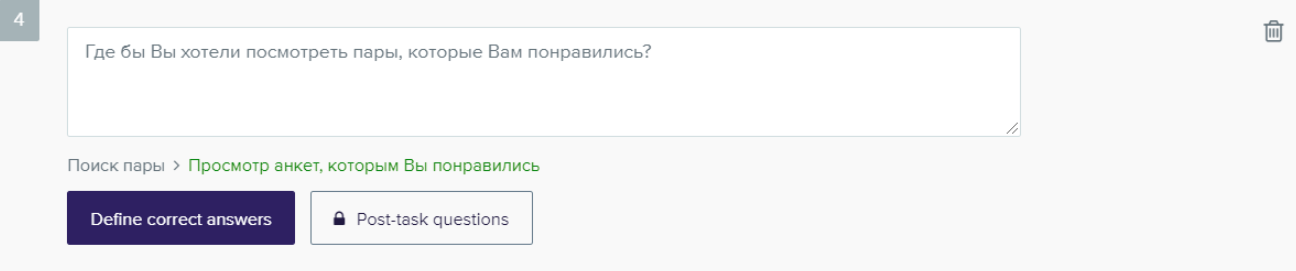 4
Где бы Вы хотели посмотреть пары, которые Вам понравились?
Поиск пары > Просмотр анкет, которым Вы понравились
Define correct answers
Post-task questions